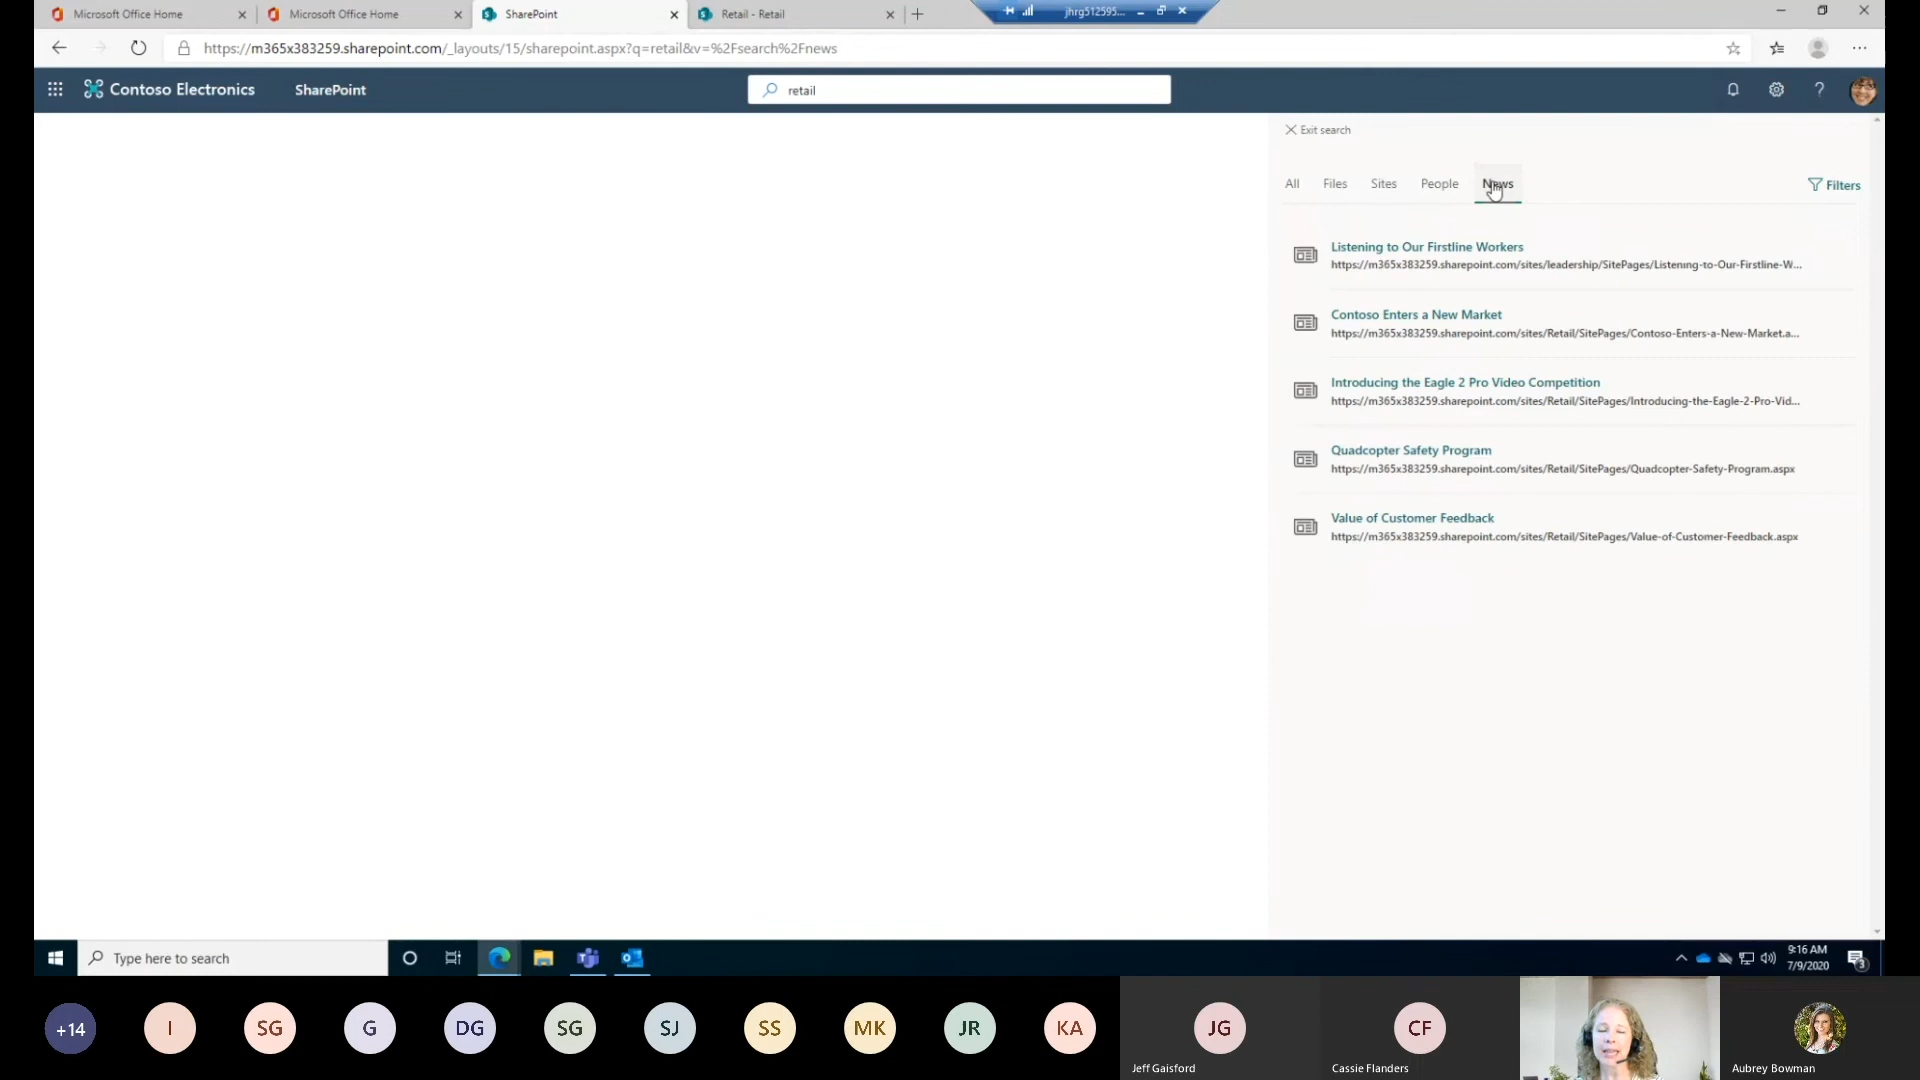 Microsoft Office Home
Microsoft Office Home
SharePoint
Retail - Retail
jhrg512595...
https://m365x383259.sharepoint.com/_layouts/15/sharepoint.aspx?q=retail&v=%2Fsearch%2Fnews
Contoso Electronics
SharePoint
retail
?
Exit search
All
Files
Sites
People
News
Filters
Listening to Our Firstline Workers
https://m365x383259.sharepoint.com/sites/leadership/SitePages/Listening-to-Our-Firstline-W...
Contoso Enters a New Market
https://m365x383259.sharepoint.com/sites/Retail/SitePages/Contoso-Enters-a-New-Market.a...
Introducing the Eagle 2 Pro Video Competition
https://m365x383259.sharepoint.com/sites/Retail/SitePages/Introducing-the-Eagle-2-Pro-Vid...
Quadcopter Safety Program
https://m365x383259.sharepoint.com/sites/Retail/SitePages/Quadcopter-Safety-Program.aspx
Value of Customer Feedback
https://m365x383259.sharepoint.com/sites/Retail/SitePages/Value-of-Customer-Feedback.aspx
Type here to search
9:16 AM
7/9/2020
3
+14
I
SG
G
DG
SG
SJ
SS
MK
JR
KA
JG
CF
Jeff Gaisford
Cassie Flanders
Aubrey Bowman